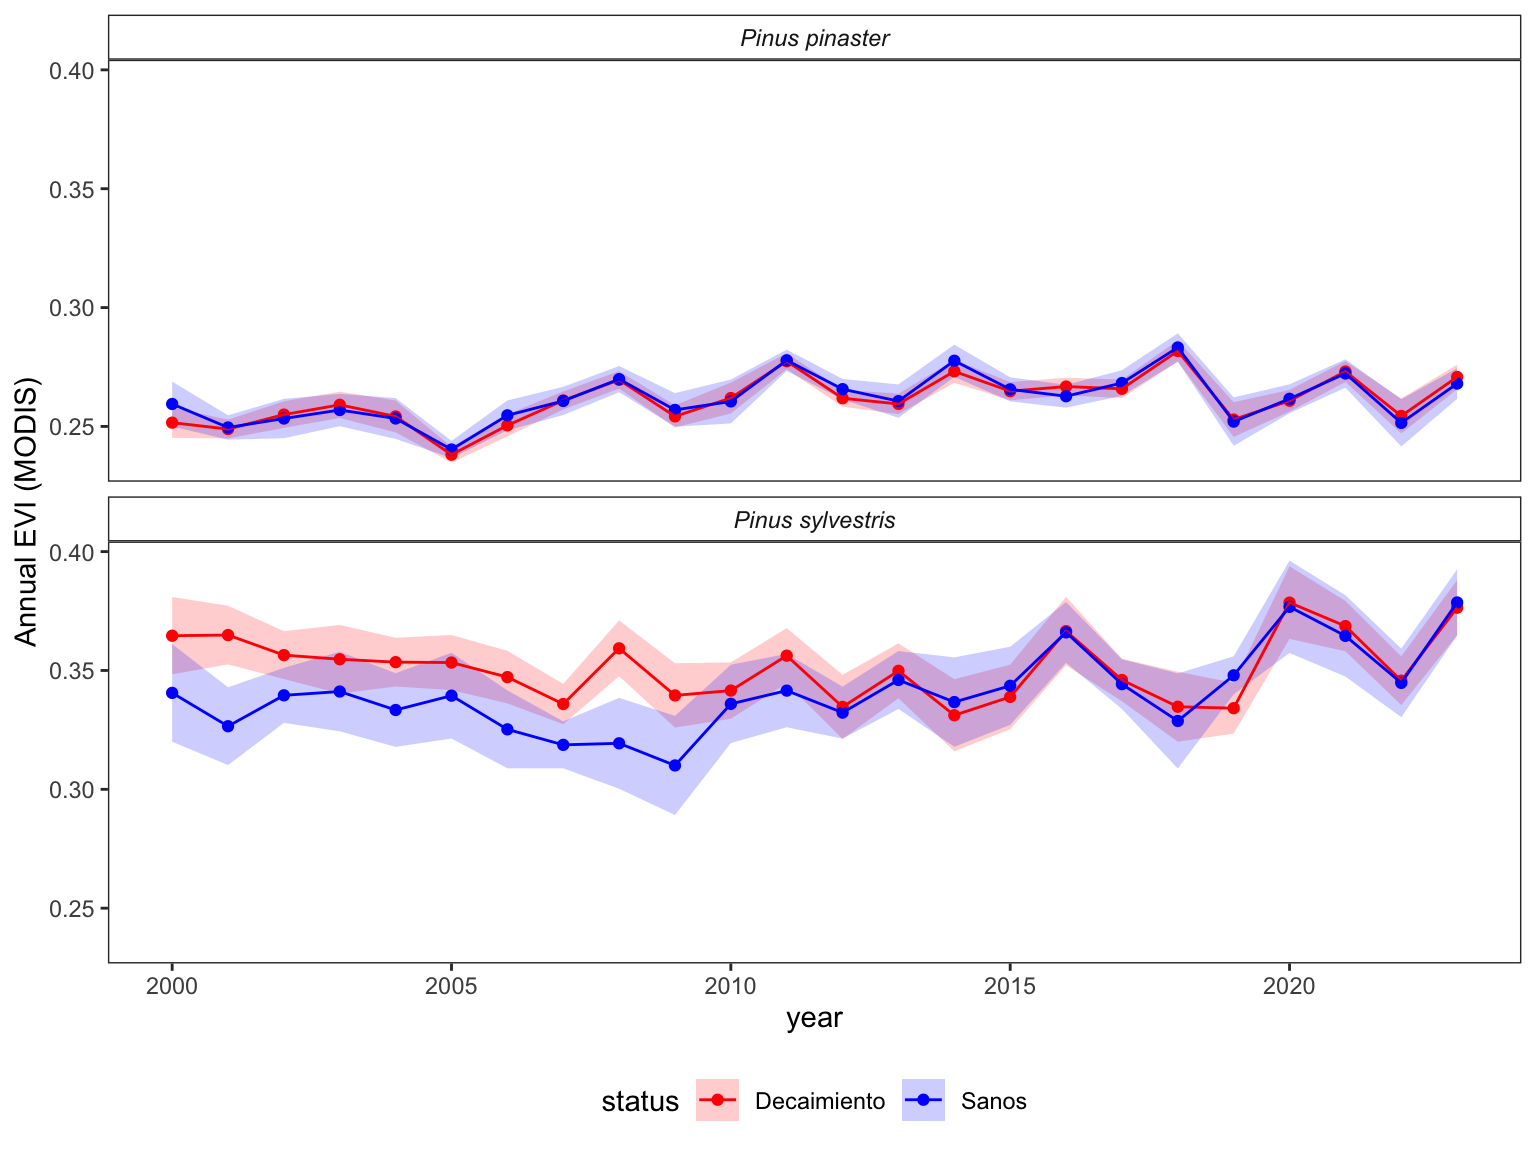 Pinus pinaster
0.40
0.35
0.30
0.25
Annual EVI (MODIS)
Pinus sylvestris
0.40
0.35
0.30
0.25
2000 2005 2010 2015 2020
year
status Decaimiento Sanos